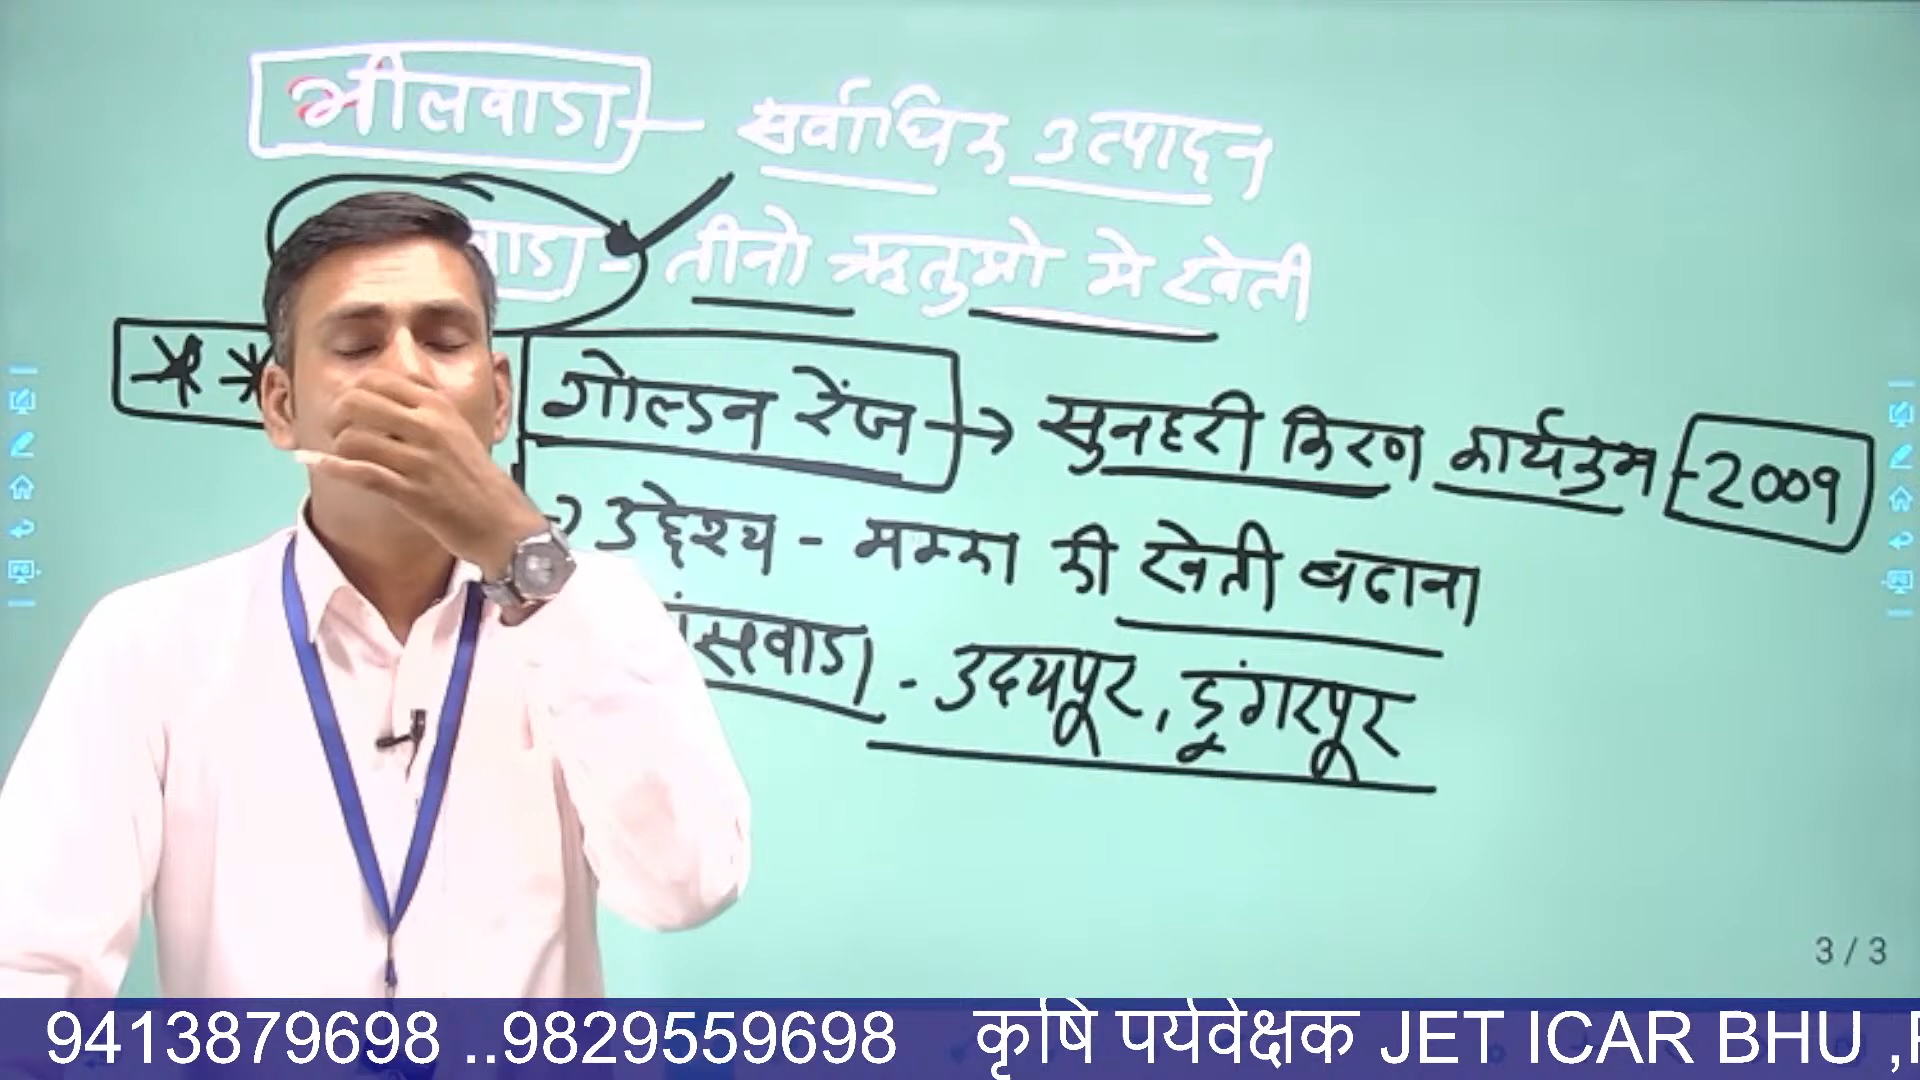 भीलवाडा - सर्वाधिक उत्पादन
वाडा - तीनो ऋतुओ मे खेती
** गोल्डन रेंज → सुनहरी किरण कार्यक्रम - 2009
→ उद्देश्य - मक्का की खेती बढाना
ांसवाडा - उदयपूर, डूंगरपूर
3 / 3
9413879698 ..9829559698 कृषि पर्यवेक्षक JET ICAR BHU ,